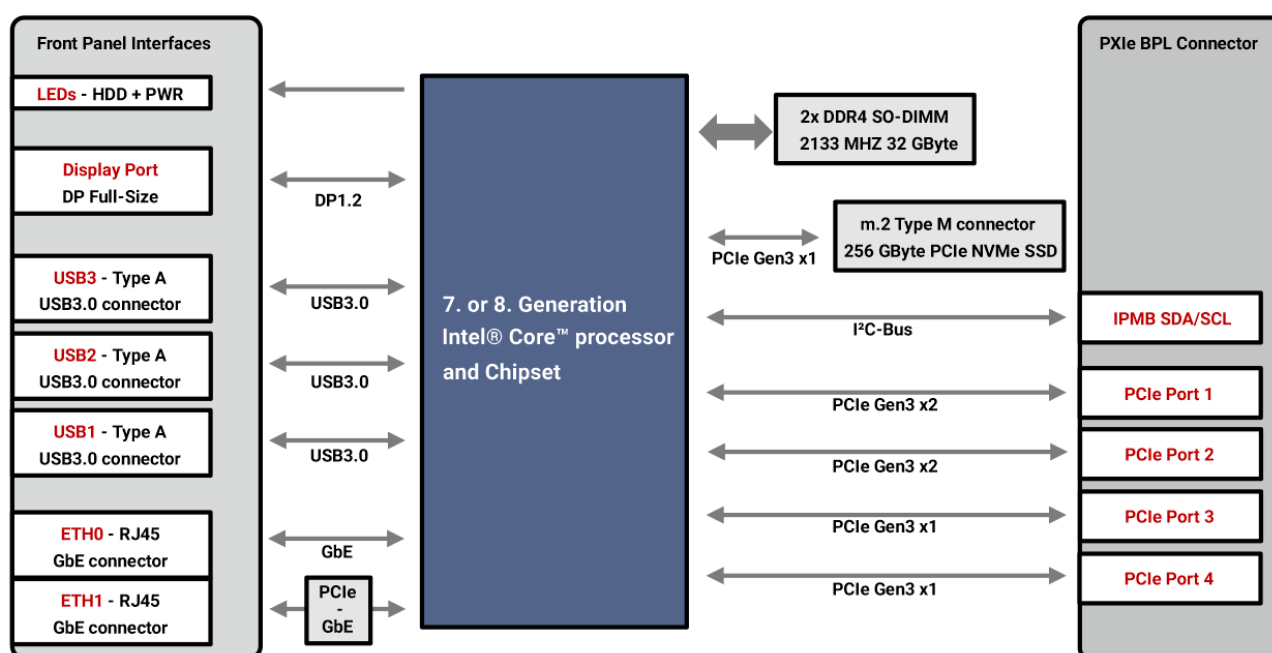 Front Panel Interfaces
LEDs - HDD + PWR
Display Port
DP Full-Size
DP1.2
USB3 - Type A
USB3.0 connector
USB3.0
USB2 - Type A
USB3.0 connector
USB3.0
USB1 - Type A
USB3.0 connector
USB3.0
ETH0 - RJ45
GbE connector
GbE
ETH1 - RJ45
GbE connector
PCIe
-
GbE
7. or 8. Generation
Intel® Core™ processor
and Chipset
2x DDR4 SO-DIMM
2133 MHZ 32 GByte
m.2 Type M connector
256 GByte PCIe NVMe SSD
PCIe Gen3 x1
I²C-Bus
PCIe Gen3 x2
PCIe Gen3 x2
PCIe Gen3 x1
PCIe Gen3 x1
PXIe BPL Connector
IPMB SDA/SCL
PCIe Port 1
PCIe Port 2
PCIe Port 3
PCIe Port 4